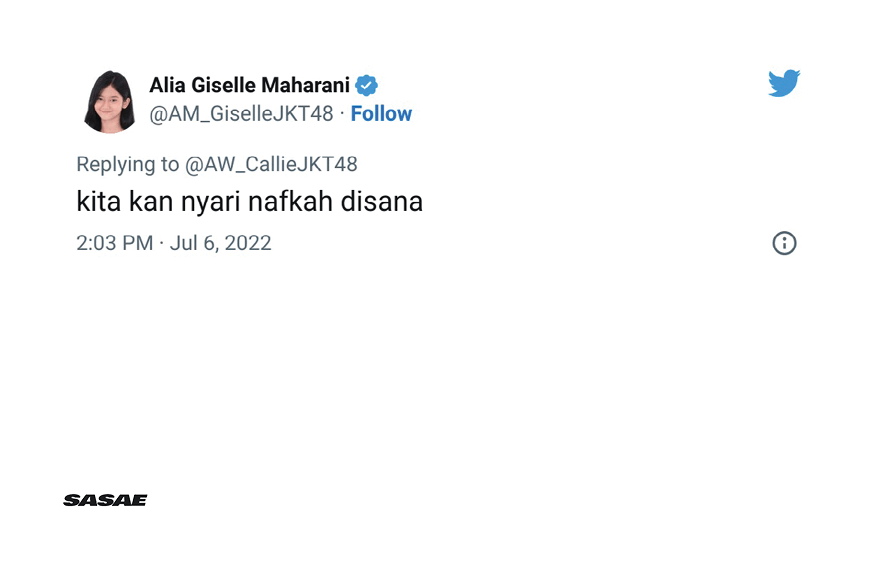 Alia Giselle Maharani
@AM_GiselleJKT48 · Follow
Replying to @AW_CallieJKT48
kita kan nyari nafkah disana
2:03 PM · Jul 6, 2022
SASAE